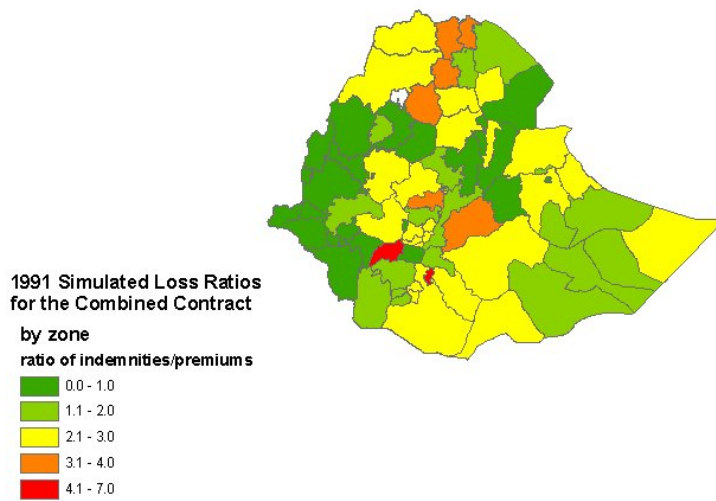 1991 Simulated Loss Ratios
for the Combined Contract
by zone
ratio of indemnities/premiums
0.0 - 1.0
1.1 - 2.0
2.1 - 3.0
3.1 - 4.0
4.1 - 7.0